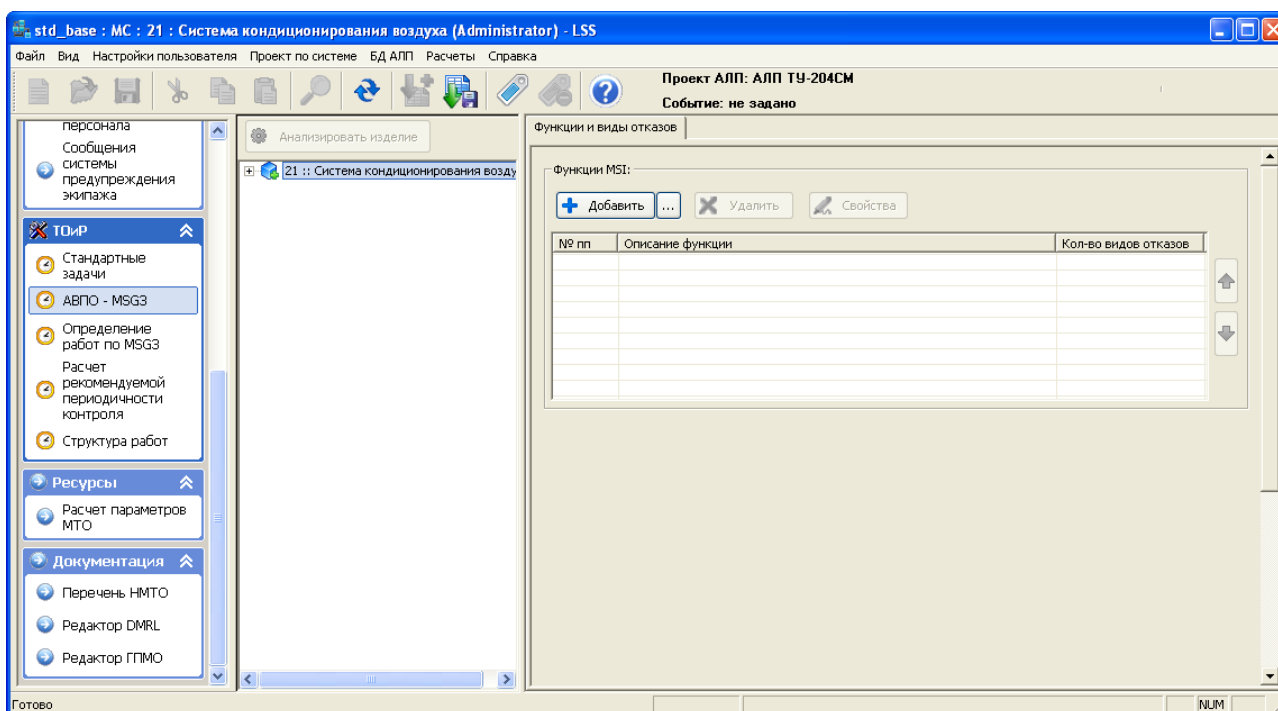 std_base : MC : 21 : Система кондиционирования воздуха (Administrator) - LSS
Файл Вид Настройки пользователя Проект по системе БД АЛП Расчеты Справка
Проект АЛП: АЛП ТУ-204СМ
Событие: не задано
персонала
Сообщения
системы
предупреждения
экипажа
ТОиР
Стандартные
задачи
АВПО - MSG3
Определение
работ по MSG3
Расчет
рекомендуемой
периодичности
контроля
Структура работ
Ресурсы
Расчет параметров
МТО
Документация
Перечень НМТО
Редактор DMRL
Редактор ГПМО
Анализировать изделие
21 :: Система кондиционирования возду
Функции и виды отказов
Функции MSI:
Добавить ... Удалить Свойства
№ пп Описание функции Кол-во видов отказов
Готово
NUM